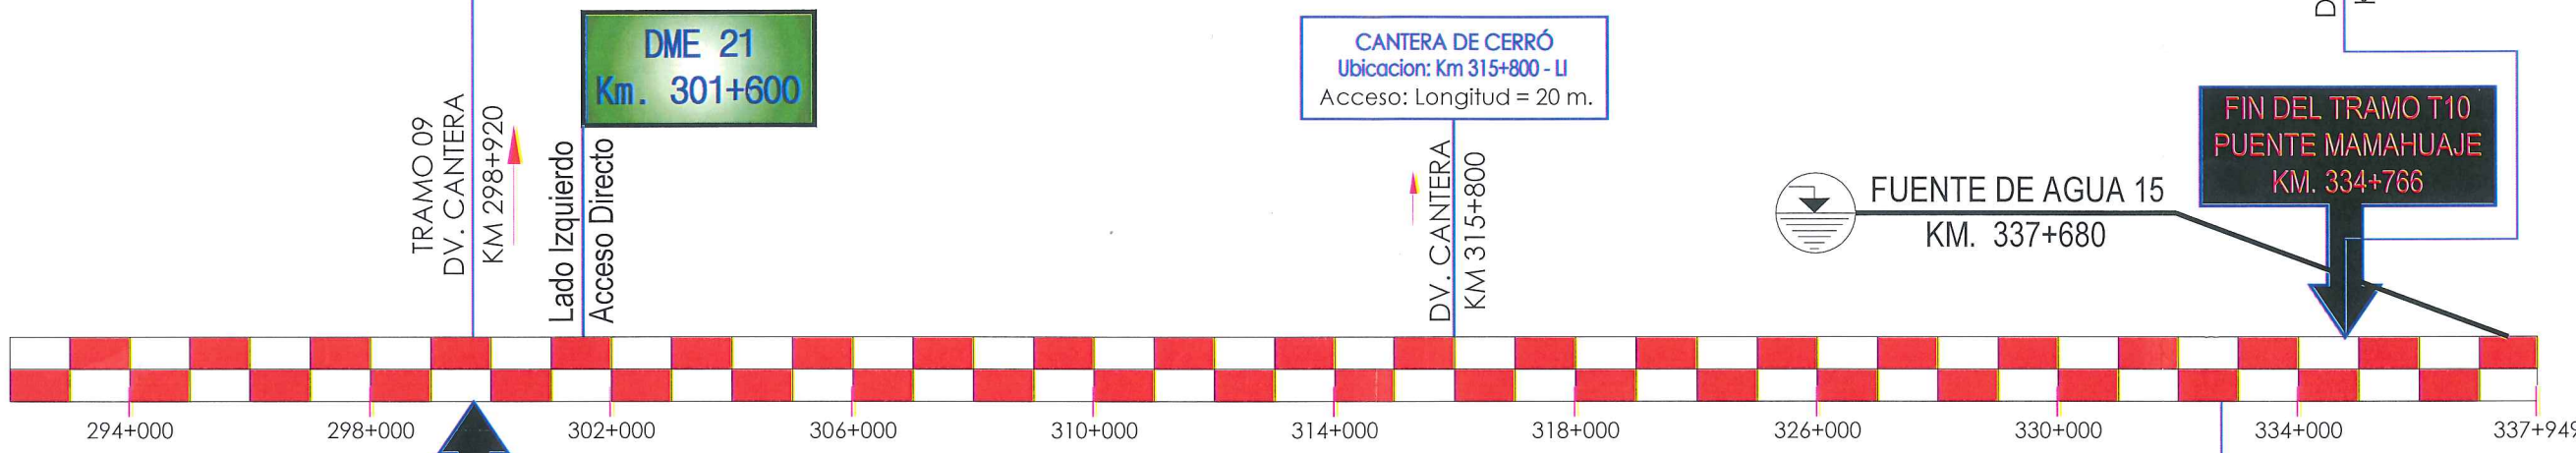 TRAMO 09
DV. CANTERA
KM 298+920
Lado Izquierdo
Acceso Directo
DME 21
Km. 301+600
CANTERA DE CERRÓ
Ubicacion: Km 315+800 - LI
Acceso: Longitud = 20 m.
DV. CANTERA
KM 315+800
FUENTE DE AGUA 15
KM. 337+680
FIN DEL TRAMO T10
PUENTE MAMAHUAJE
KM. 334+766
294+000
298+000
302+000
306+000
310+000
314+000
318+000
326+000
330+000
334+000
337+949